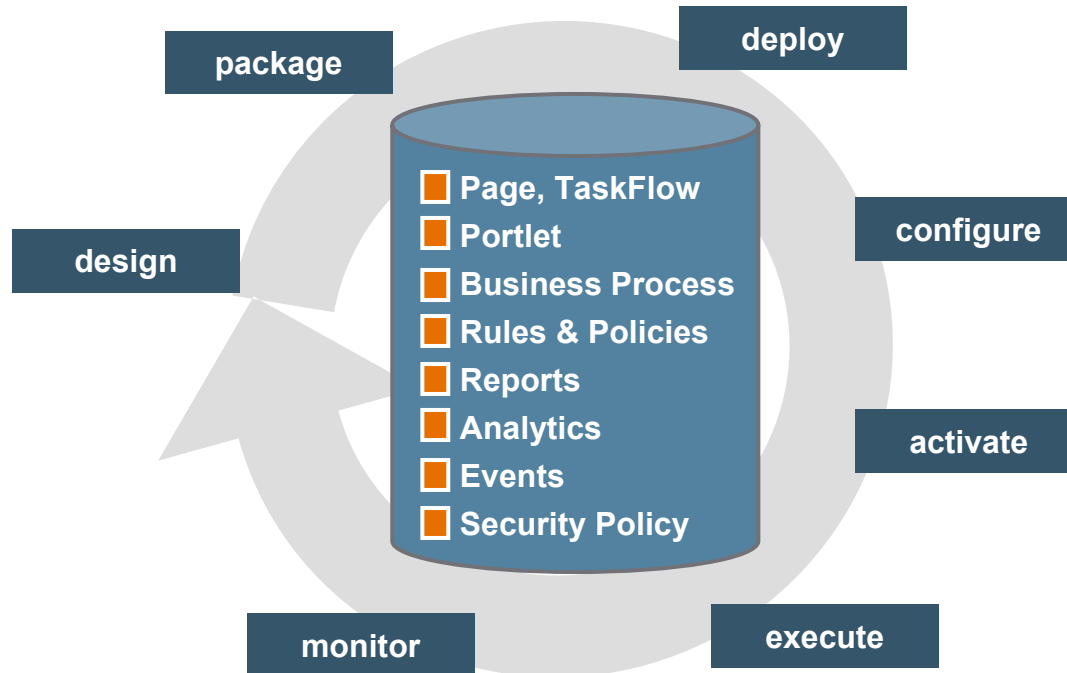 package
deploy
design
configure
Page, TaskFlow
Portlet
Business Process
Rules & Policies
Reports
Analytics
Events
Security Policy
activate
monitor
execute